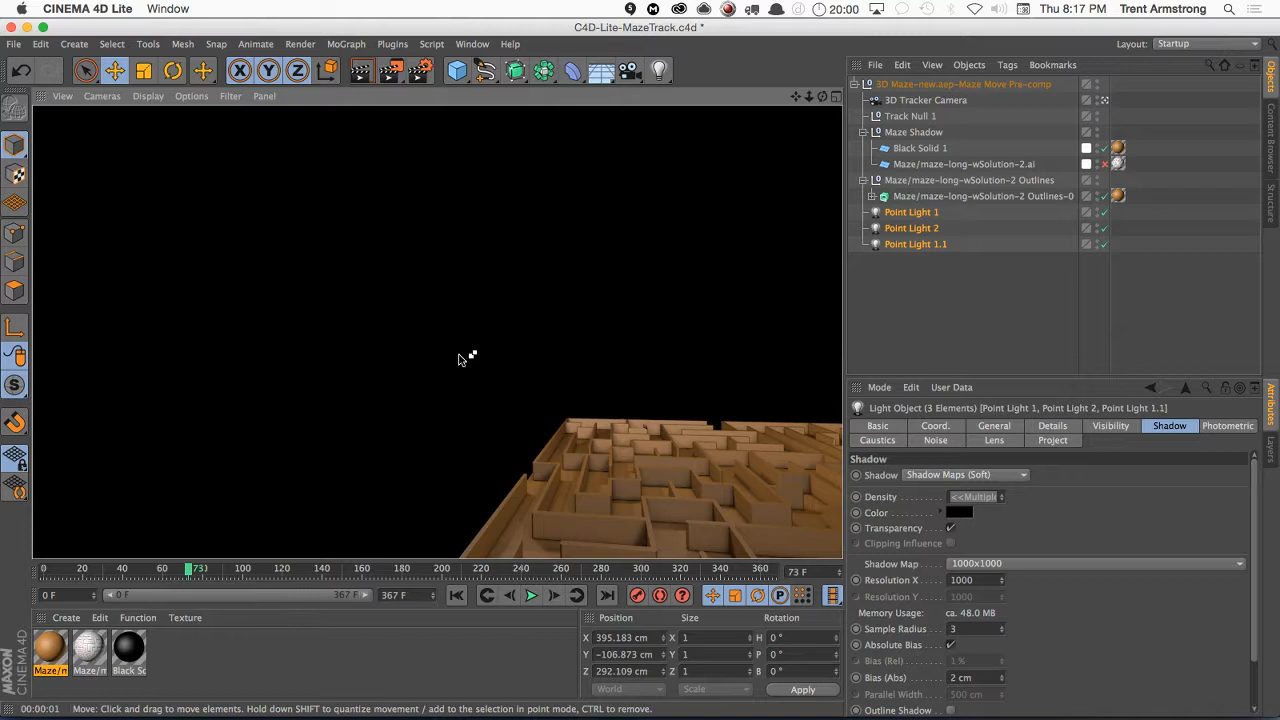 CINEMA 4D Lite Window 20:00 Thu 8:17 PM Trent Armstrong
C4D-Lite-MazeTrack.c4d *
File Edit Create Select Tools Mesh Snap Animate Render MoGraph Plugins Script Window Help Layout: Startup
X Y Z File Edit View Objects Tags Bookmarks
View Cameras Display Options Filter Panel
3D Maze-new.aep-Maze Move Pre-comp
3D Tracker Camera
Track Null 1
Maze Shadow
Black Solid 1
Maze/maze-long-wSolution-2.ai
Maze/maze-long-wSolution-2 Outlines
Maze/maze-long-wSolution-2 Outlines-0
Point Light 1
Point Light 2
Point Light 1.1
Objects
Content Browser
Structure
Mode Edit User Data
Light Object (3 Elements) [Point Light 1, Point Light 2, Point Light 1.1]
Basic Coord. General Details Visibility Shadow Photometric
Caustics Noise Lens Project
Shadow
Shadow Shadow Maps (Soft)
Density <<Multipl
Color
Transparency
Clipping Influence
Shadow Map 1000x1000
Resolution X 1000
Resolution Y 1000
Memory Usage: ca. 48.0 MB
Sample Radius 3
Absolute Bias
Bias (Rel) 1 %
Bias (Abs) 2 cm
Parallel Width 500 cm
Outline Shadow
Attributes
Layers
0 20 40 60 73 100 120 140 160 180 200 220 240 260 280 300 320 340 360 73 F
0 F 0 F 367 F 367 F
Create Edit Function Texture
Maze/m Maze/m Black So
Position Size Rotation
X 395.183 cm X 1 H 0 °
Y -106.873 cm Y 1 P 0 °
Z 292.109 cm Z 1 B 0 °
World Scale Apply
MAXON CINEMA 4D
00:00:01 Move: Click and drag to move elements. Hold down SHIFT to quantize movement / add to the selection in point mode, CTRL to remove.